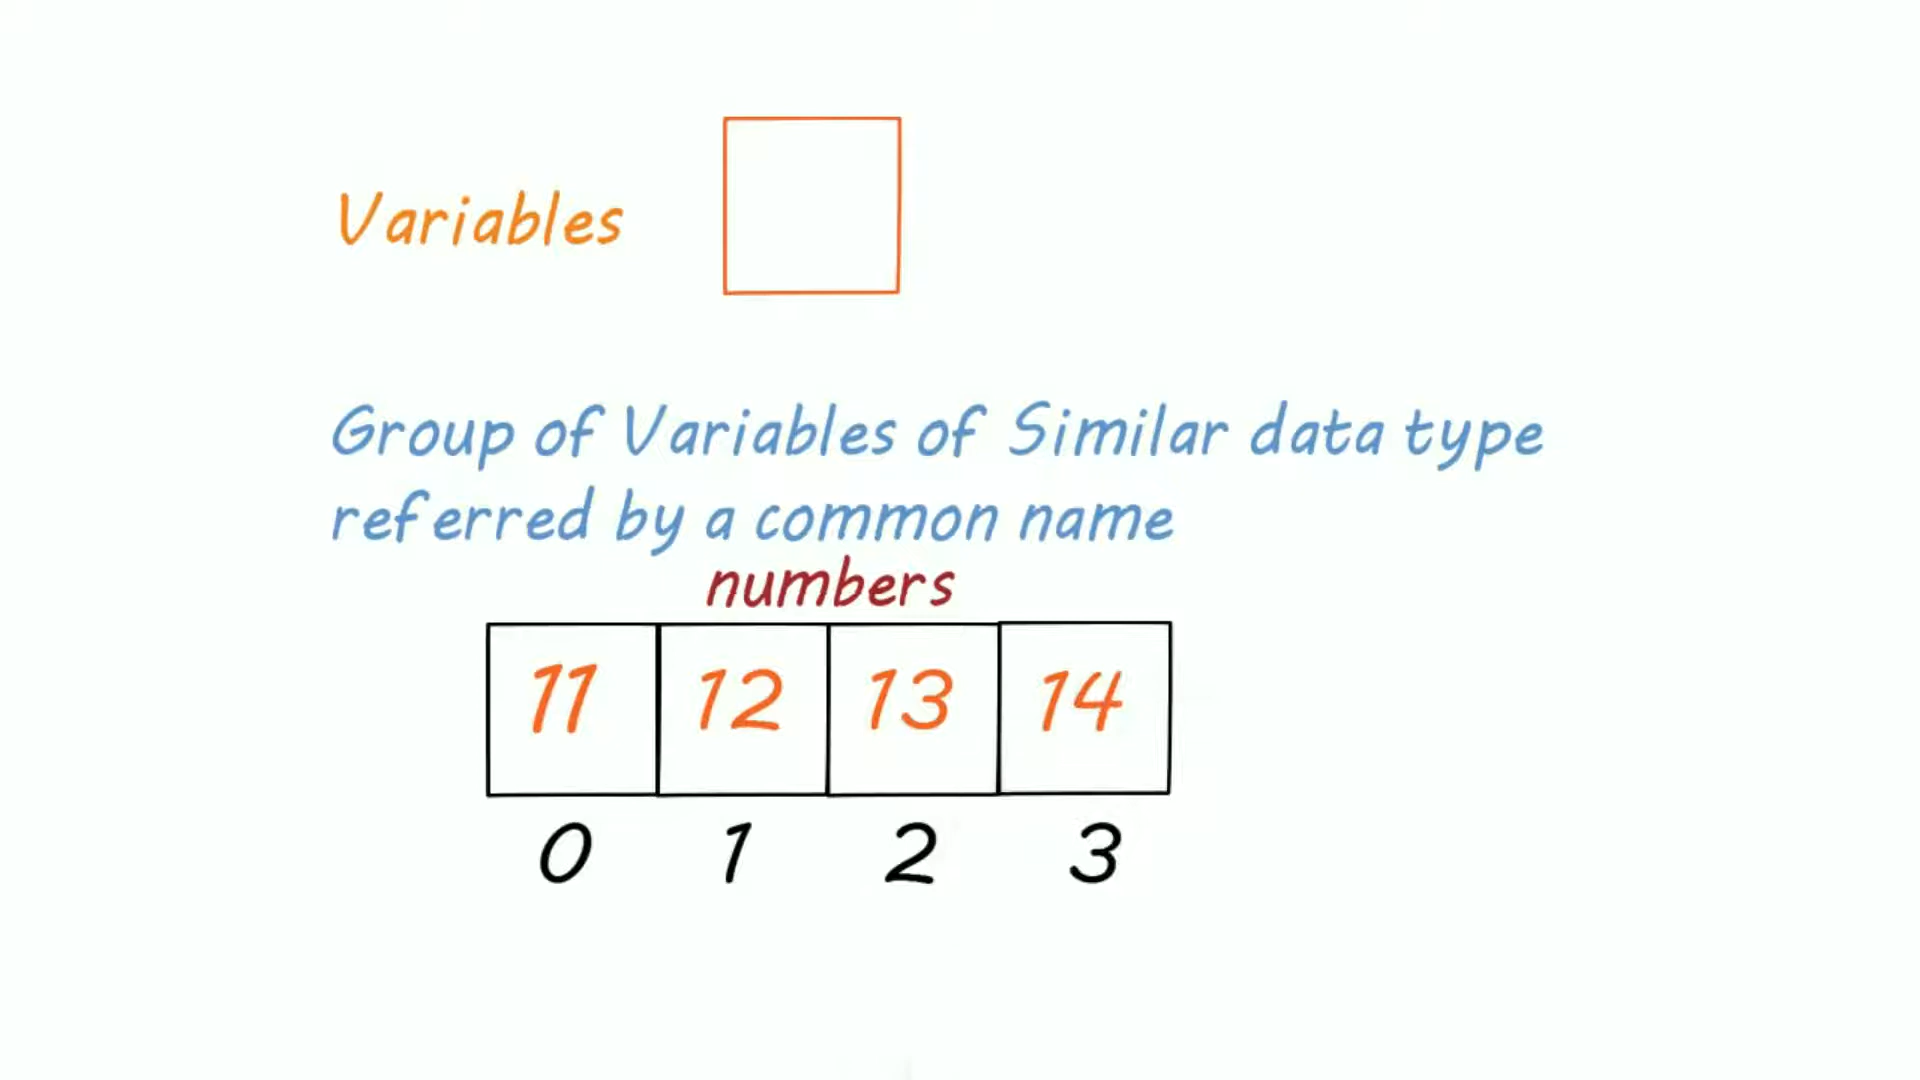 Variables
Group of Variables of Similar data type
referred by a common name
numbers
11 12 13 14
0 1 2 3